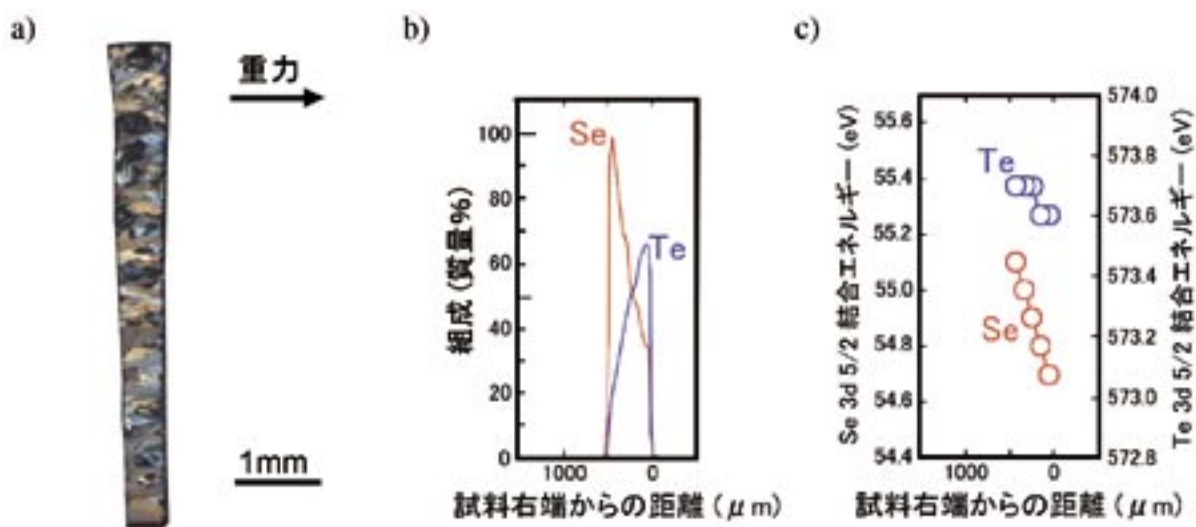 a)
重力
1mm
b)
組成 (質量%)
100
80
60
40
20
0
Se
Te
1000
0
試料右端からの距離 (μm)
c)
Se 3d 5/2 結合エネルギー (eV)
55.6
55.4
55.2
55.0
54.8
54.6
54.4
Te
Se
574.0
573.8
573.6
573.4
573.2
573.0
572.8
Te 3d 5/2 結合エネルギー (eV)
1000
0
試料右端からの距離 (μm)